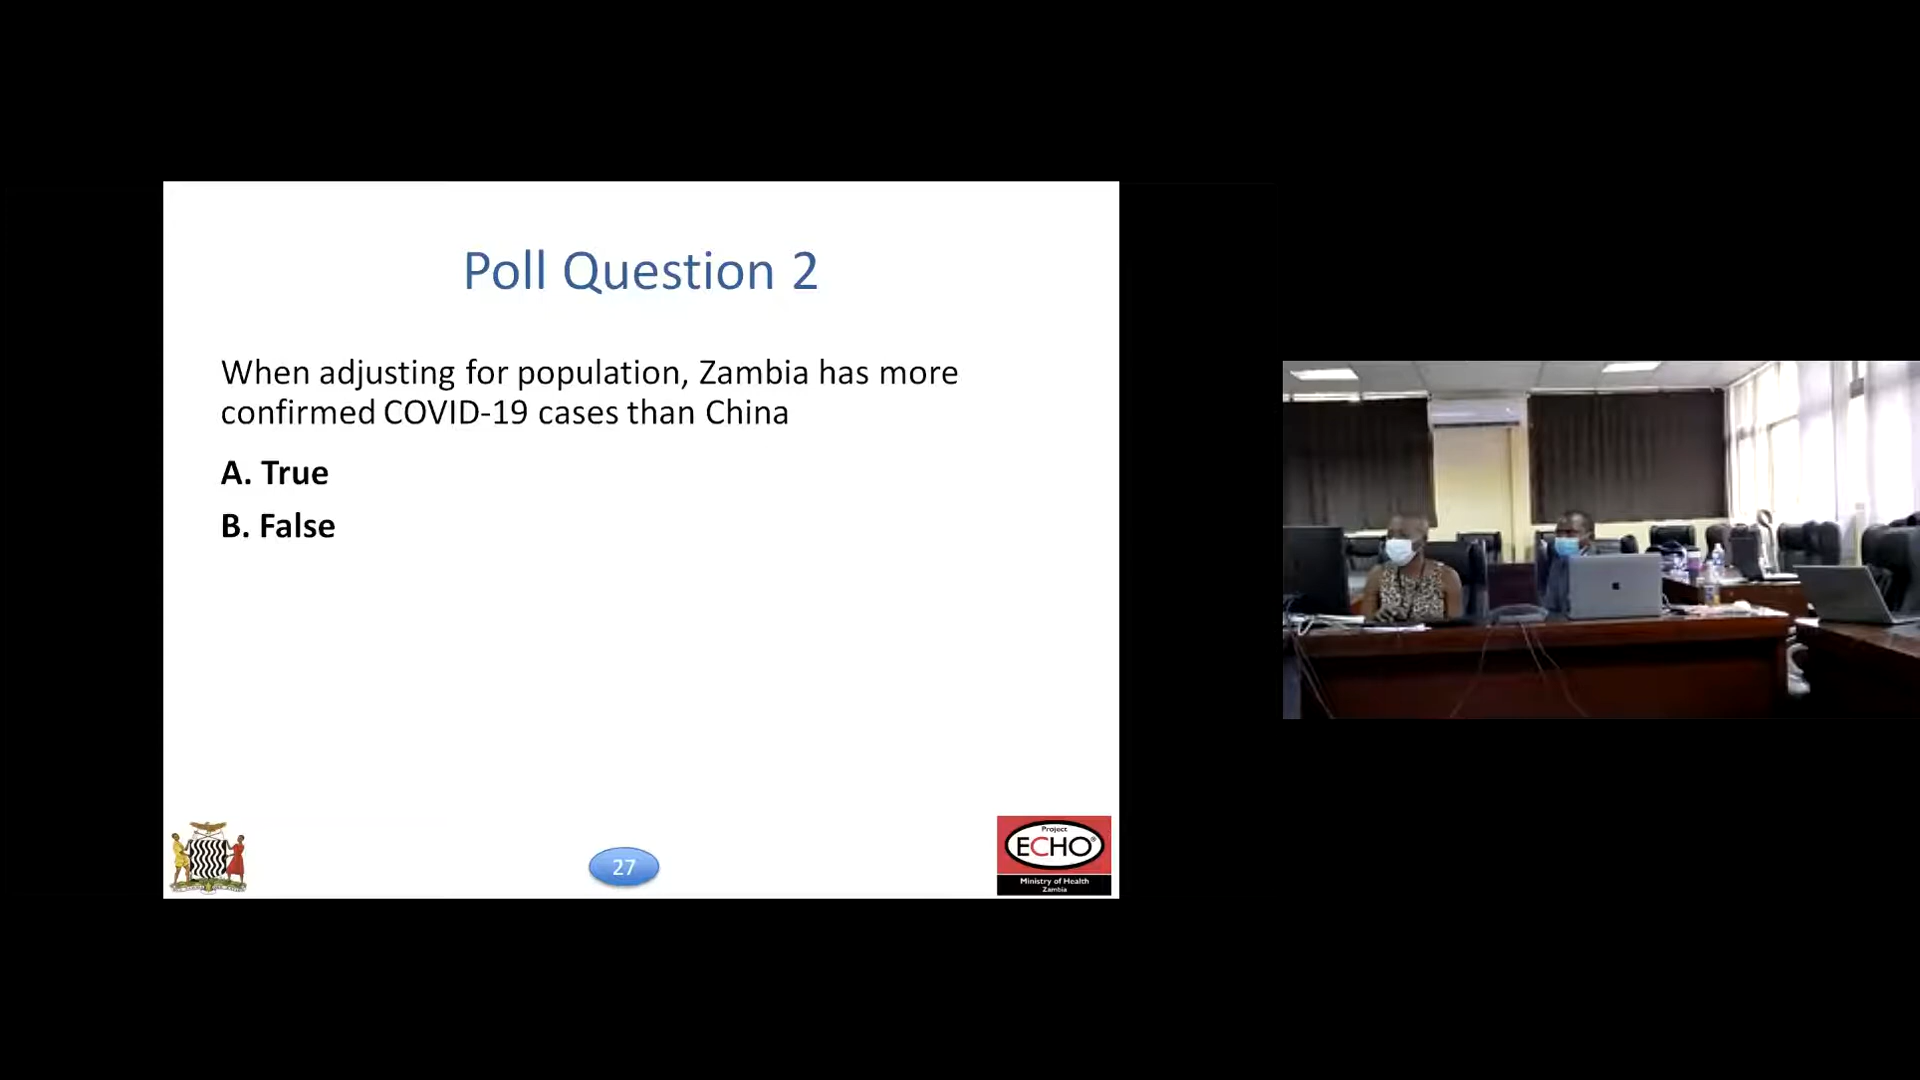 Poll Question 2
When adjusting for population, Zambia has more
confirmed COVID-19 cases than China
A. True
B. False
27
Project
ECHO®
Ministry of Health
Zambia